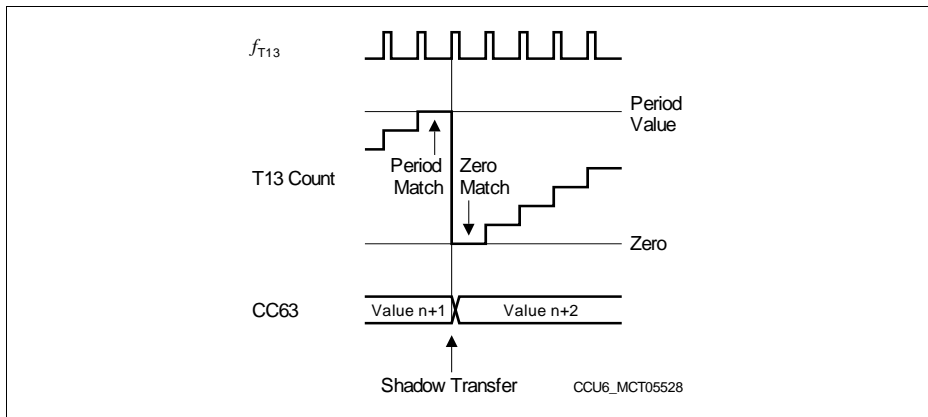 fT13
Period
Value
Period
Match
Zero
Match
T13 Count
Zero
CC63
Value n+1
Value n+2
Shadow Transfer
CCU6_MCT05528